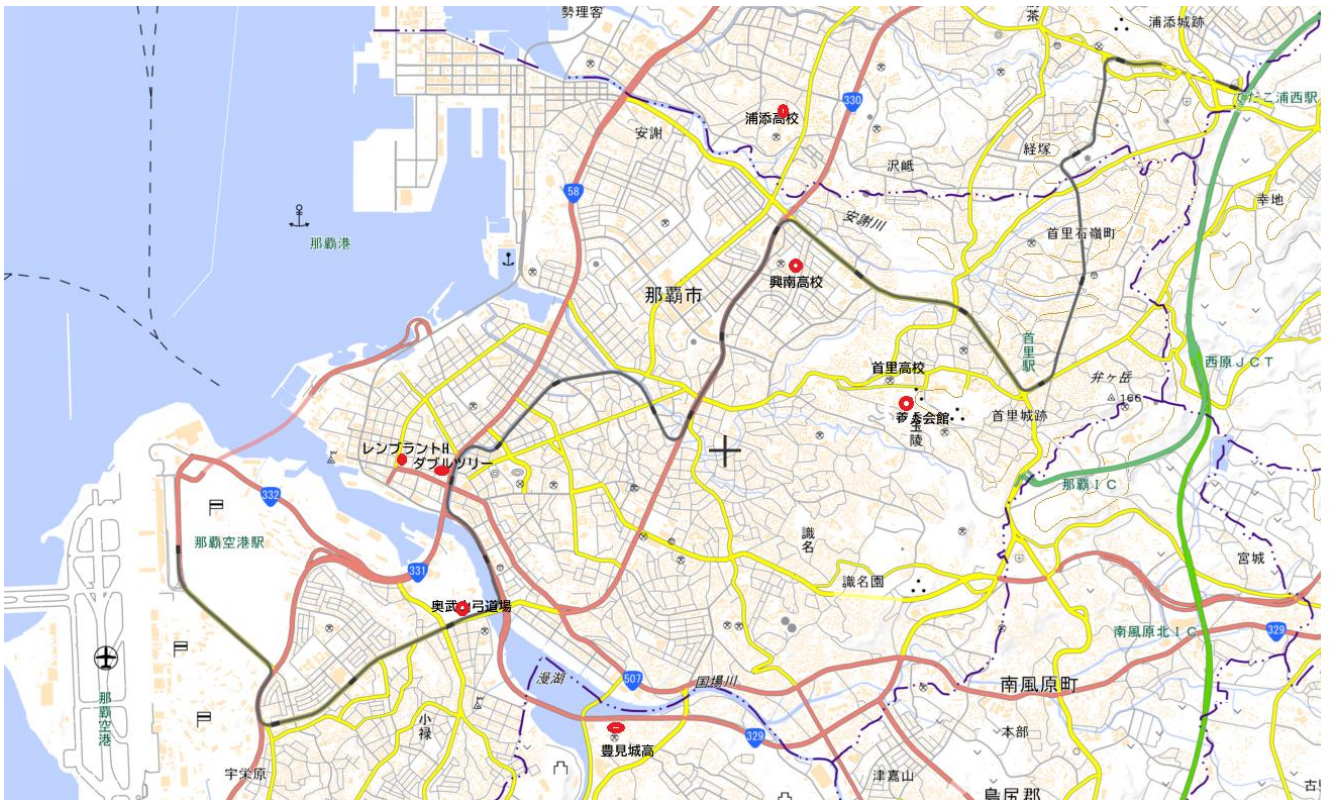 勢理客
浦添城跡
てだこ浦西駅
330
浦添高校
安謝
沢岻
経塚
58
幸地
安謝川
首里石嶺町
那覇港
興南高校
那覇市
首里駅
西原JCT
首里高校
弁ヶ岳
166
養秀会館
首里城跡
玉陵
レンブラントH
ダブルツリー
那覇IC
332
那覇空港駅
識名
宮城
331
識名園
奥武山弓道場
南風原北IC
329
漫湖
507
国場川
南風原町
那覇空港
小禄
329
豊見城高
本部
宇栄原
津嘉山
島尻郡